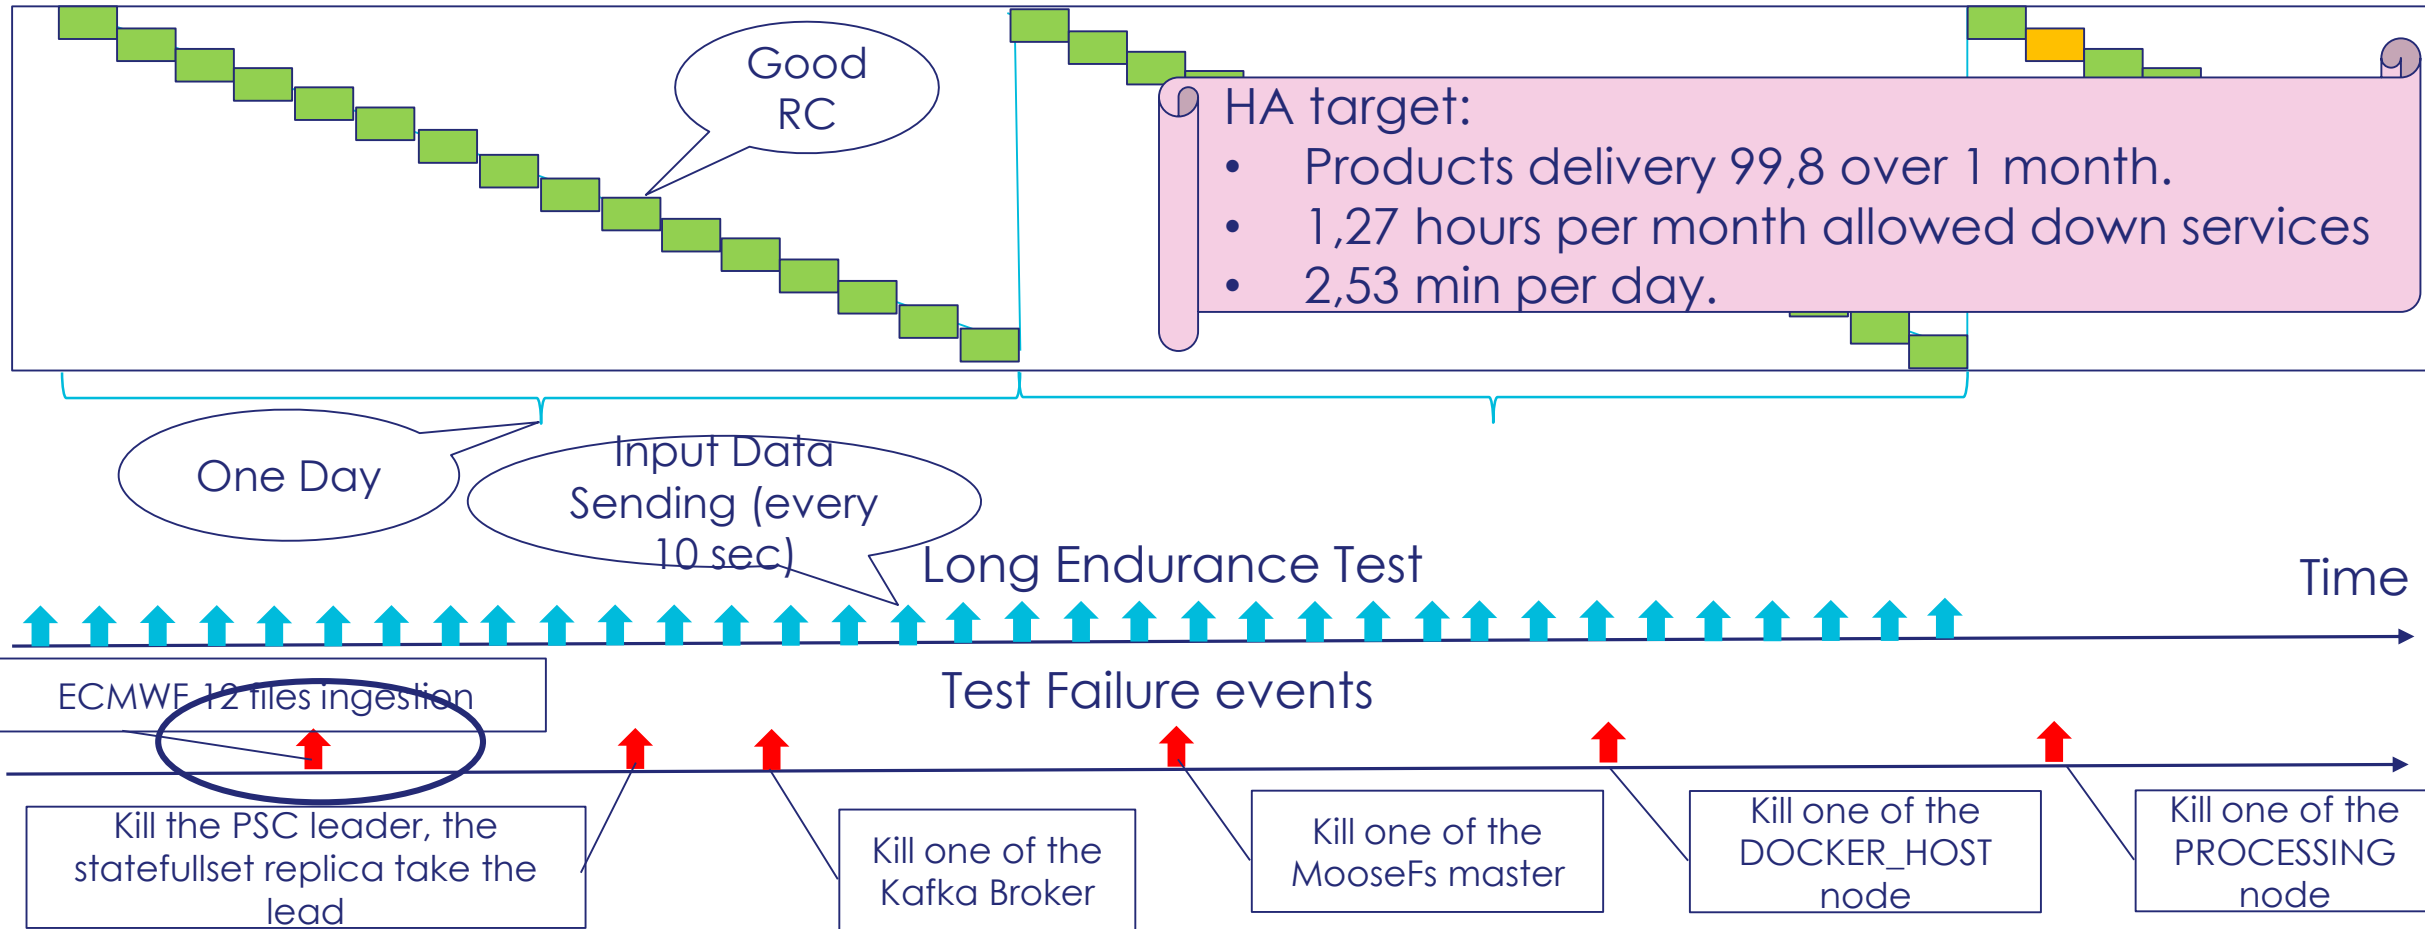 Good
RC
HA target:
• Products delivery 99,8 over 1 month.
• 1,27 hours per month allowed down services
• 2,53 min per day.
One Day
Input Data
Sending (every
10 sec)
Long Endurance Test
Time
ECMWF 12 files ingestion
Test Failure events
Kill the PSC leader, the
statefullset replica take the
lead
Kill one of the
Kafka Broker
Kill one of the
MooseFs master
Kill one of the
DOCKER_HOST
node
Kill one of the
PROCESSING
node